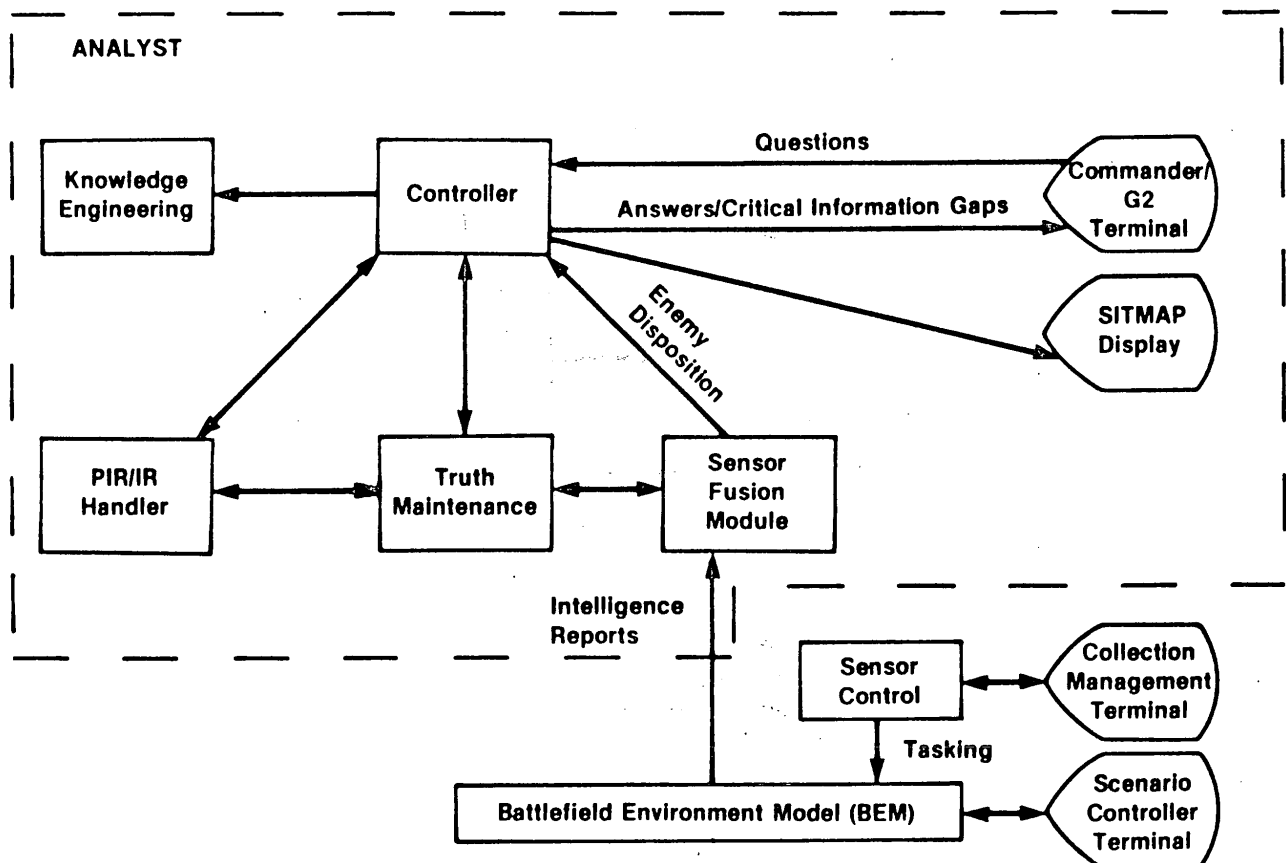 ANALYST
Knowledge
Engineering
Controller
Questions
Answers/Critical Information Gaps
Commander/
G2
Terminal
SITMAP
Display
Enemy
Disposition
PIR/IR
Handler
Truth
Maintenance
Sensor
Fusion
Module
Intelligence
Reports
Sensor
Control
Collection
Management
Terminal
Tasking
Battlefield Environment Model (BEM)
Scenario
Controller
Terminal